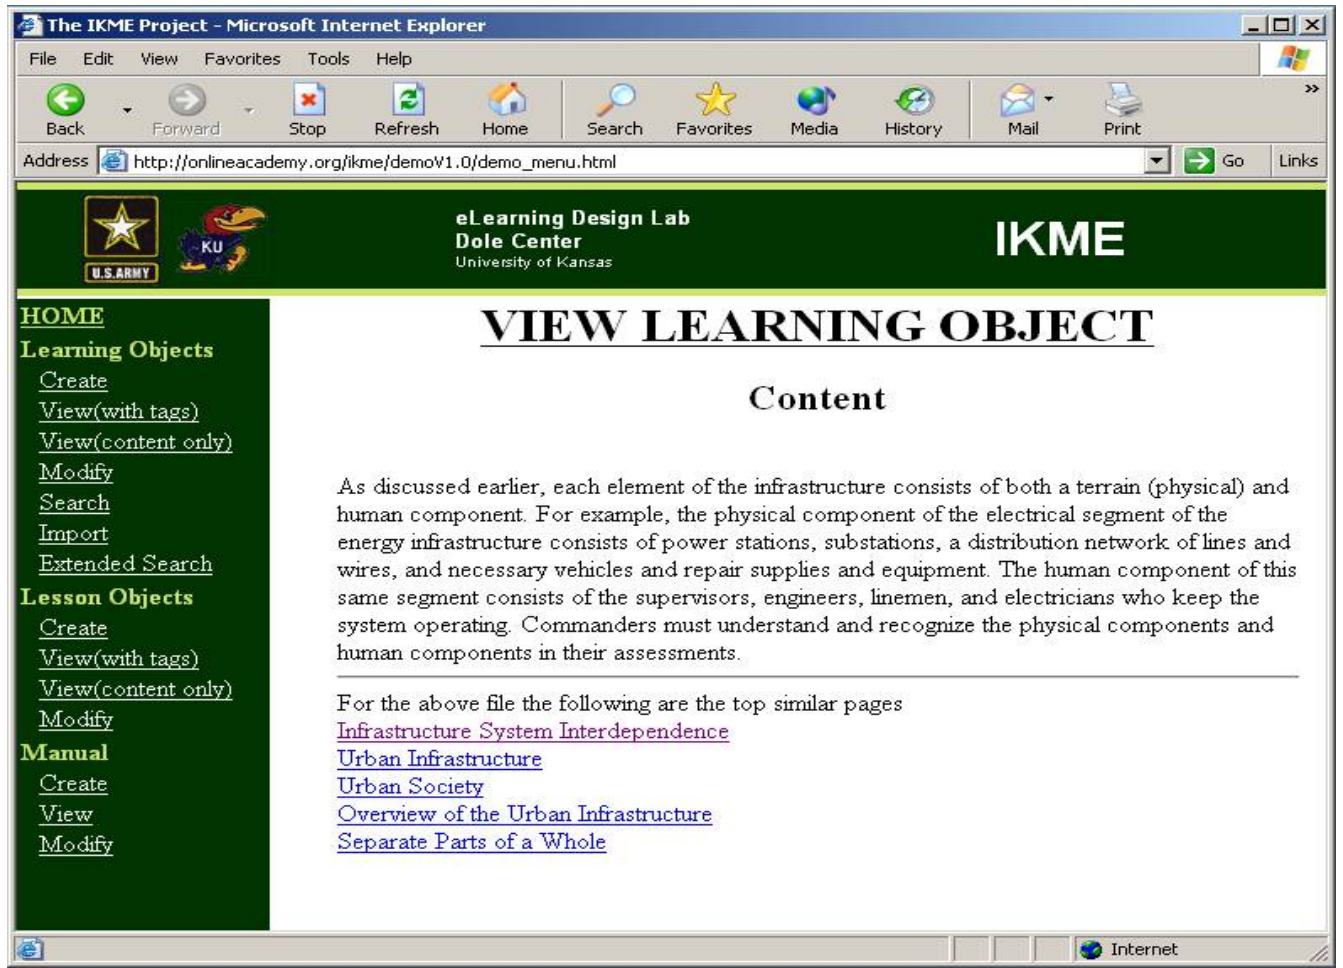 The IKME Project - Microsoft Internet Explorer
File Edit View Favorites Tools Help
Back Forward Stop Refresh Home Search Favorites Media History Mail Print »
Address http://onlineacademy.org/ikme/demoV1.0/demo_menu.html Go Links
U.S.ARMY
KU
eLearning Design Lab
Dole Center
University of Kansas
IKME
HOME
Learning Objects
Create
View(with tags)
View(content only)
Modify
Search
Import
Extended Search
Lesson Objects
Create
View(with tags)
View(content only)
Modify
Manual
Create
View
Modify
VIEW LEARNING OBJECT
Content
As discussed earlier, each element of the infrastructure consists of both a terrain (physical) and
human component. For example, the physical component of the electrical segment of the
energy infrastructure consists of power stations, substations, a distribution network of lines and
wires, and necessary vehicles and repair supplies and equipment. The human component of this
same segment consists of the supervisors, engineers, linemen, and electricians who keep the
system operating. Commanders must understand and recognize the physical components and
human components in their assessments.
For the above file the following are the top similar pages
Infrastructure System Interdependence
Urban Infrastructure
Urban Society
Overview of the Urban Infrastructure
Separate Parts of a Whole
Internet